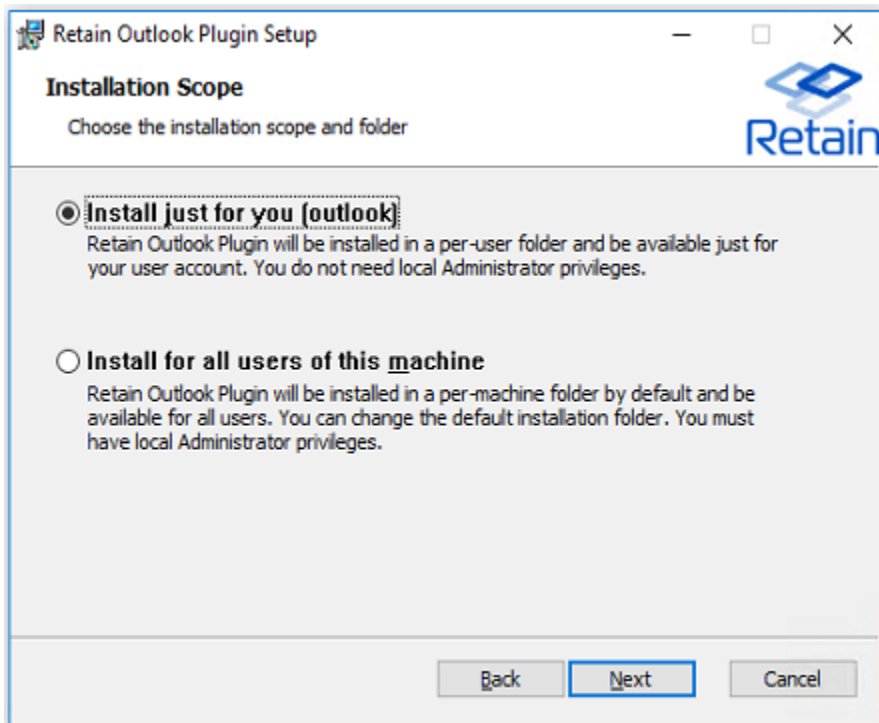 Retain Outlook Plugin Setup
Installation Scope
Choose the installation scope and folder
Retain
Install just for you (outlook)
Retain Outlook Plugin will be installed in a per-user folder and be available just for
your user account. You do not need local Administrator privileges.
Install for all users of this machine
Retain Outlook Plugin will be installed in a per-machine folder by default and be
available for all users. You can change the default installation folder. You must
have local Administrator privileges.
Back
Next
Cancel